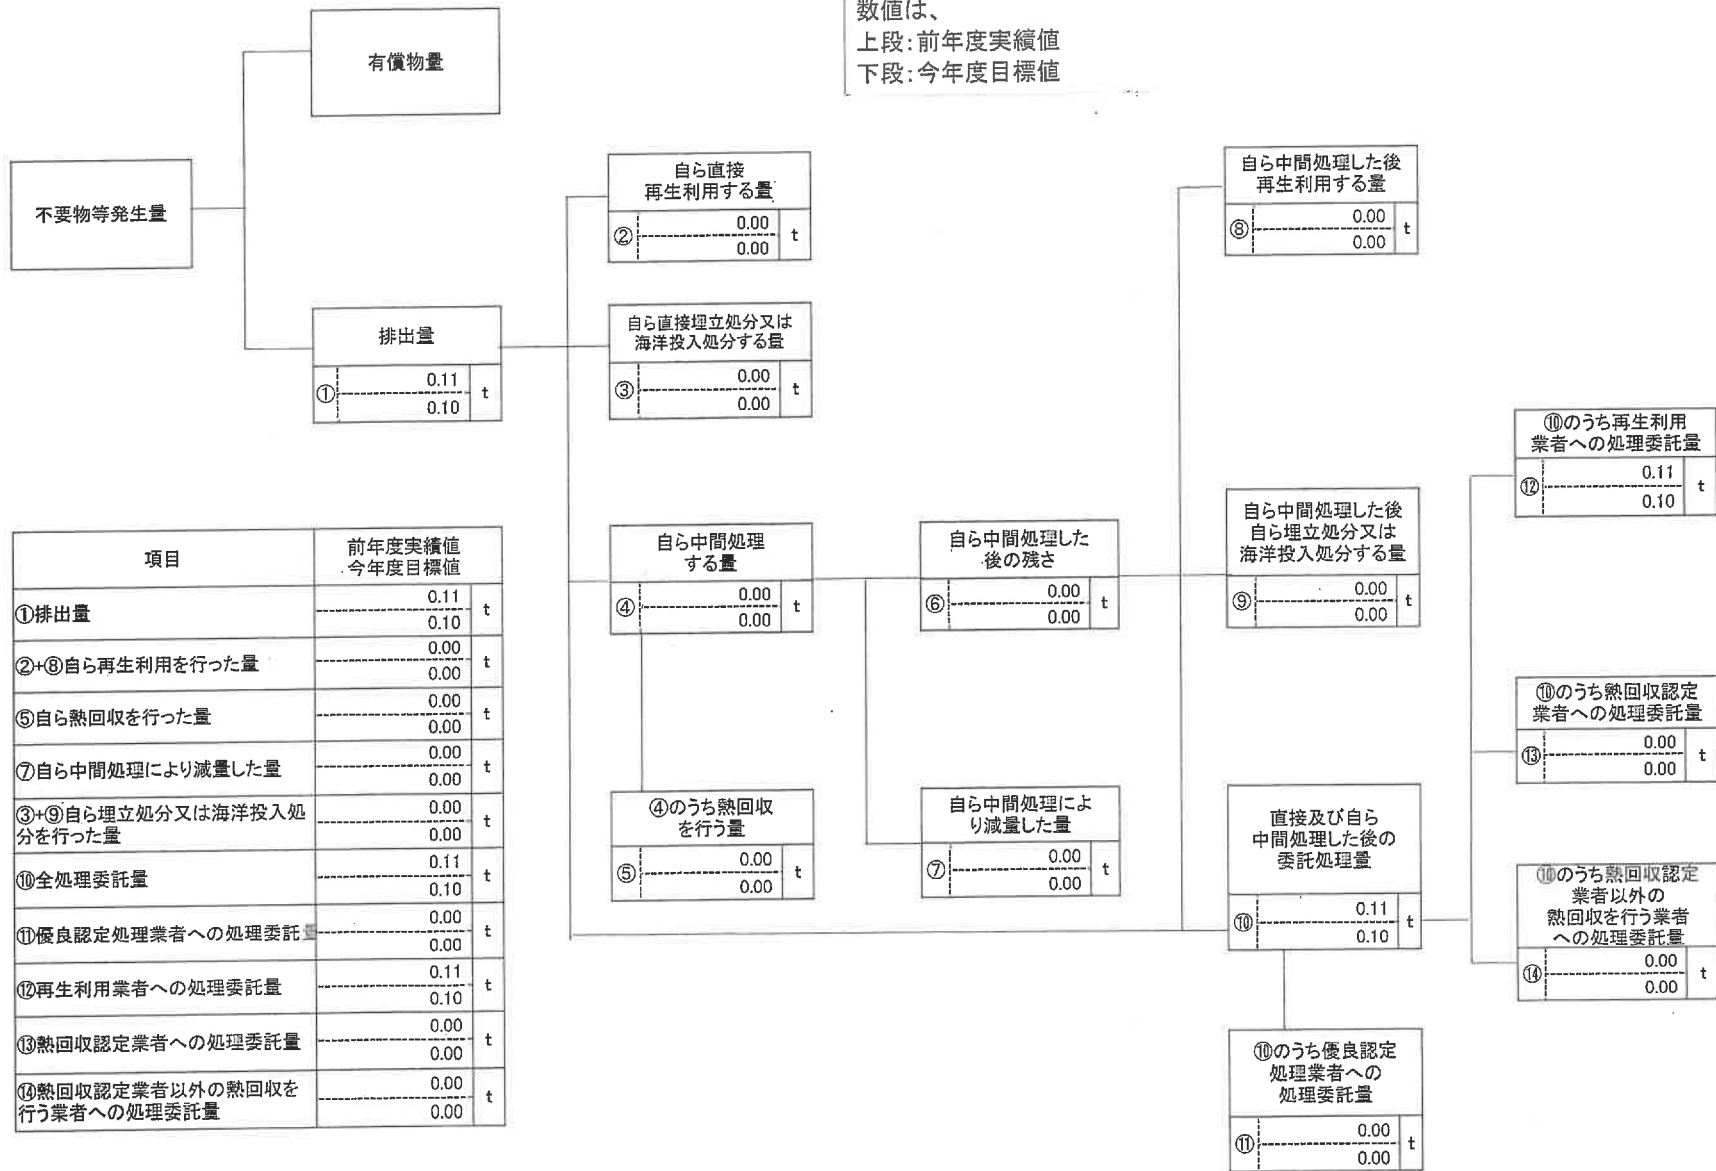 数値は、
上段:前年度実績値
下段:今年度目標値
有償物量
不要物等発生量
排出量
① 0.11 t
0.10
自ら直接
再生利用する量
② 0.00 t
0.00
自ら直接埋立処分又は
海洋投入処分する量
③ 0.00 t
0.00
自ら中間処理
する量
④ 0.00 t
0.00
④のうち熱回収
を行う量
⑤ 0.00 t
0.00
自ら中間処理した
後の残さ
⑥ 0.00 t
0.00
自ら中間処理によ
り減量した量
⑦ 0.00 t
0.00
自ら中間処理した後
再生利用する量
⑧ 0.00 t
0.00
自ら中間処理した後
自ら埋立処分又は
海洋投入処分する量
⑨ 0.00 t
0.00
直接及び自ら
中間処理した後の
委託処理量
⑩ 0.11 t
0.10
⑩のうち優良認定
処理業者への
処理委託量
⑪ 0.00 t
0.00
⑩のうち再生利用
業者への処理委託量
⑫ 0.11 t
0.10
⑩のうち熱回収認定
業者への処理委託量
⑬ 0.00 t
0.00
⑩のうち熱回収認定
業者以外の
熱回収を行う業者
への処理委託量
⑭ 0.00 t
0.00
項目 前年度実績値
今年度目標値
①排出量 0.11 t
0.10
②+⑧自ら再生利用を行った量 0.00 t
0.00
⑤自ら熱回収を行った量 0.00 t
0.00
⑦自ら中間処理により減量した量 0.00 t
0.00
③+⑨自ら埋立処分又は海洋投入処 0.00 t
分を行った量 0.00
⑩全処理委託量 0.11 t
0.10
⑪優良認定処理業者への処理委託量 0.00 t
0.00
⑫再生利用業者への処理委託量 0.11 t
0.10
⑬熱回収認定業者への処理委託量 0.00 t
0.00
⑭熱回収認定業者以外の熱回収を 0.00 t
行う業者への処理委託量 0.00